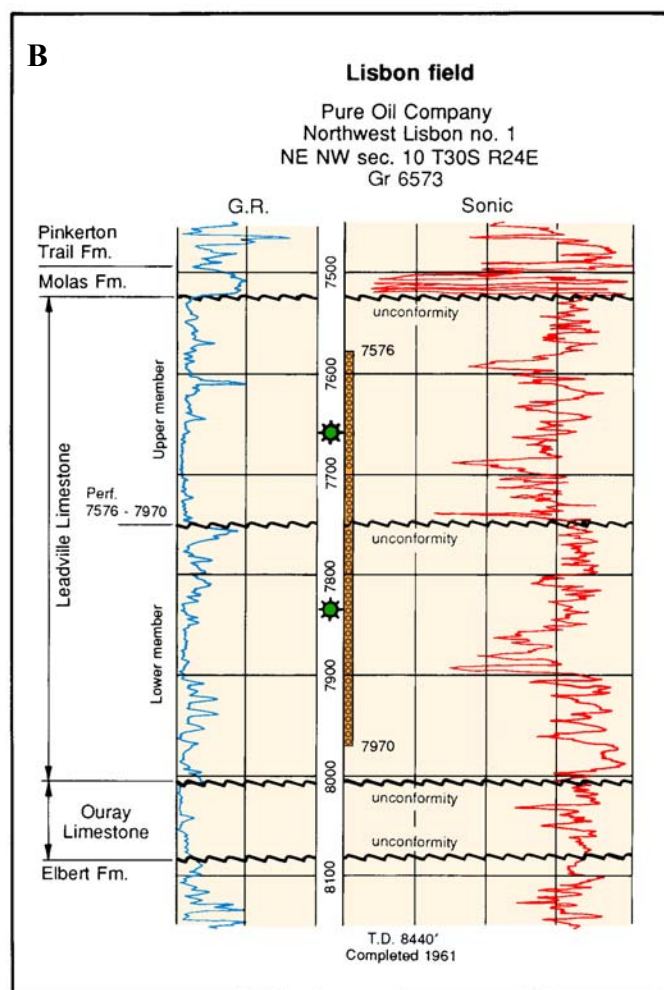 B
Lisbon field
Pure Oil Company
Northwest Lisbon no. 1
NE NW sec. 10 T30S R24E
Gr 6573
G.R.
Sonic
Pinkerton
Trail Fm.
Molas Fm.
7500
unconformity
7576
7600
Upper member
Leadville Limestone
7700
Perf.
7576 - 7970
unconformity
7800
Lower member
7900
7970
8000
unconformity
Ouray
Limestone
unconformity
Elbert Fm.
8100
T.D. 8440'
Completed 1961